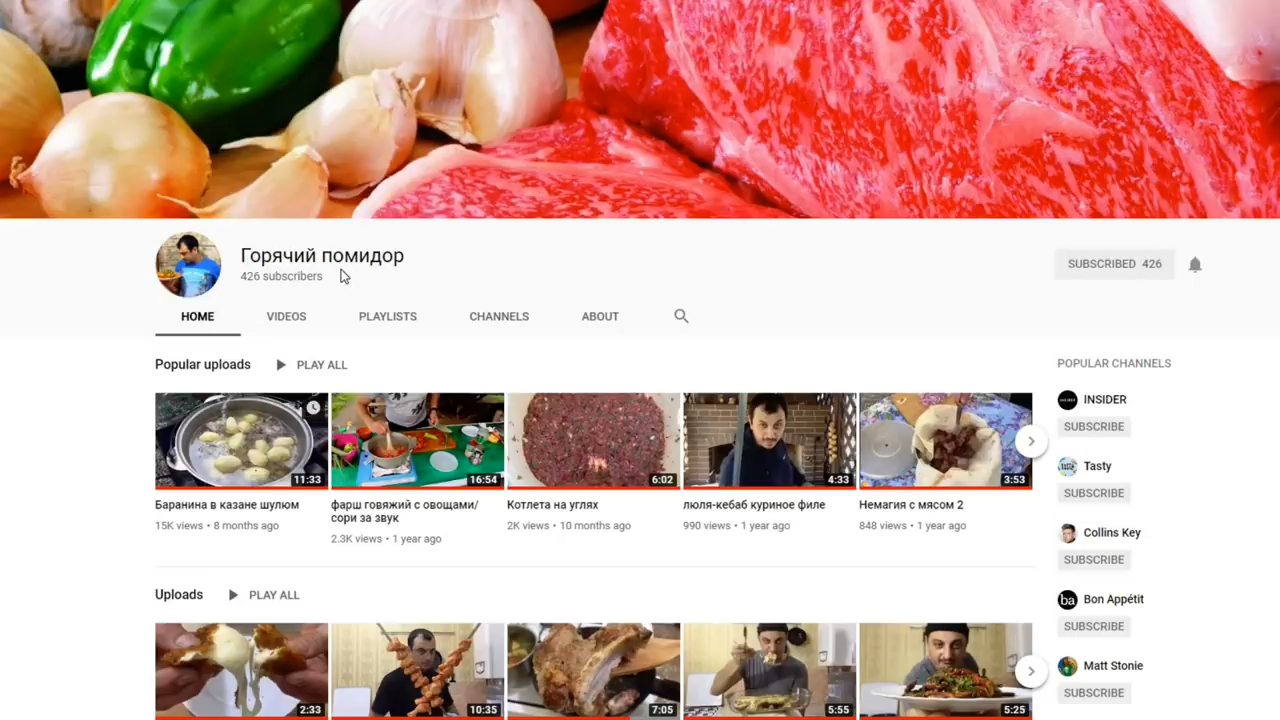 Горячий помидор
426 subscribers
SUBSCRIBED 426
HOME VIDEOS PLAYLISTS CHANNELS ABOUT
Popular uploads PLAY ALL
11:33
16:54
6:02
4:33
3:53
Баранина в казане шулюм
15K views • 8 months ago
фарш говяжий с овощами/
сори за звук
2.3K views • 1 year ago
Котлета на углях
2K views • 10 months ago
люля-кебаб куриное филе
990 views • 1 year ago
Немагия с мясом 2
848 views • 1 year ago
Uploads PLAY ALL
2:33
10:35
7:05
5:55
5:25
POPULAR CHANNELS
INSIDER
SUBSCRIBE
Tasty
SUBSCRIBE
Collins Key
SUBSCRIBE
ba
Bon Appétit
SUBSCRIBE
Matt Stonie
SUBSCRIBE